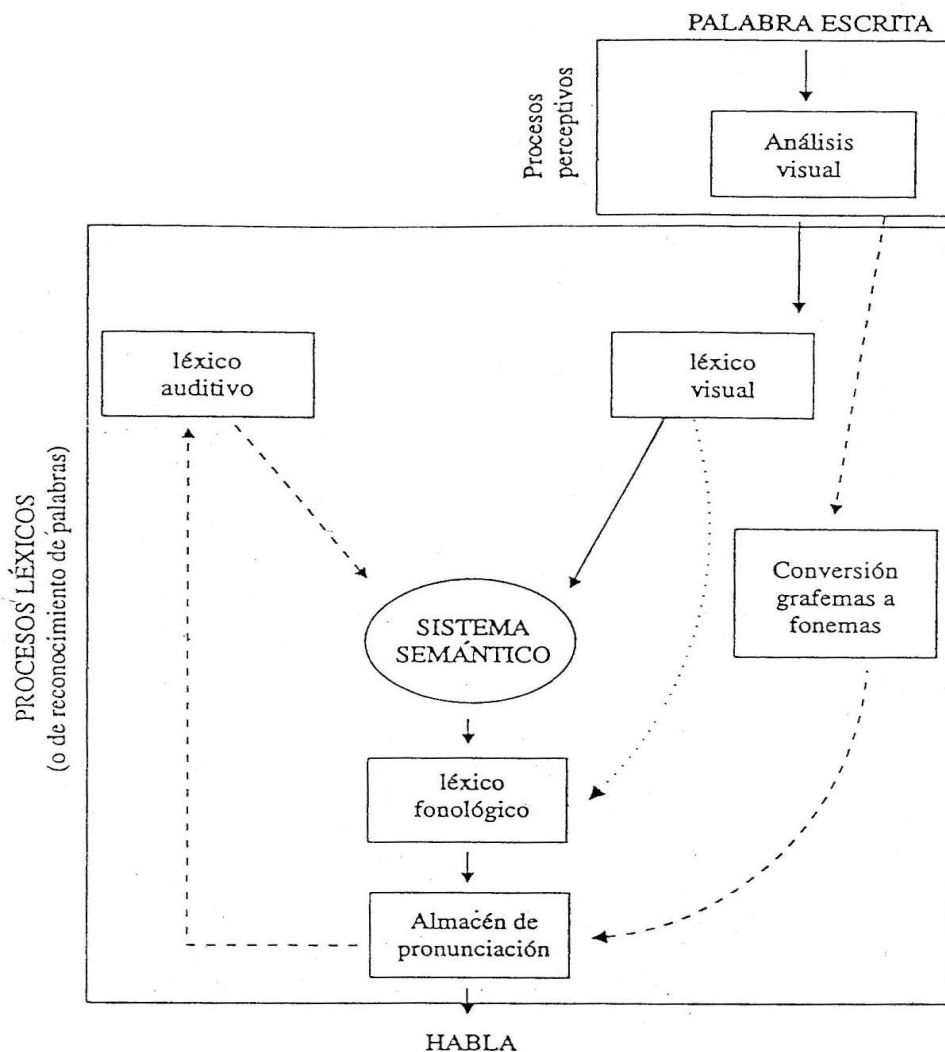 PALABRA ESCRITA
Procesos
perceptivos
Análisis
visual
léxico
auditivo
léxico
visual
PROCESOS LÉXICOS
(o de reconocimiento de palabras)
Conversión
grafemas a
fonemas
SISTEMA
SEMÁNTICO
léxico
fonológico
Almacén de
pronunciación
HABLA